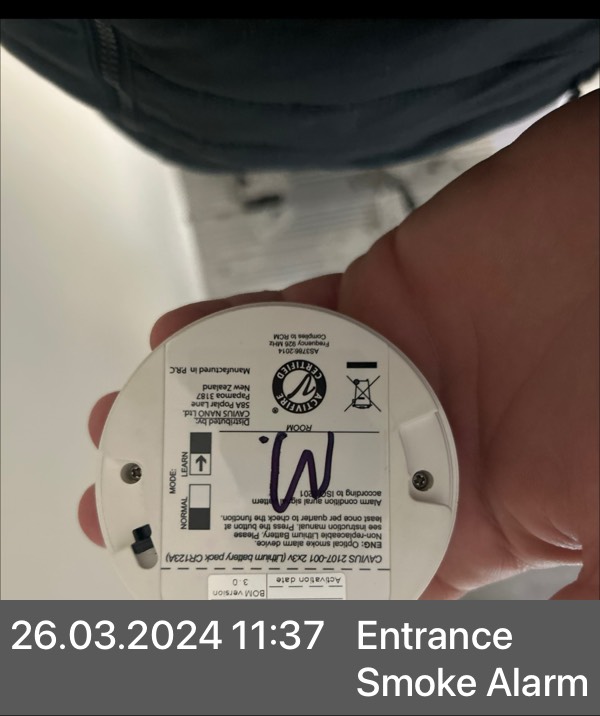 Activation date
BOM version
3.0
CAVIUS 2107-001 2x3v (Lithium battery pack CR123A)
ENG: Optical smoke alarm device.
Non-replaceable Lithium Battery. Please
see instruction manual. Press the button at
least once per quarter to check the function.
Alarm condition aural signal pattern
according to ISO8201
ROOM
MODE:
NORMAL
LEARN
Distributed by:
CAVIUS NANO Ltd.
58A Poplar Lane
Papamoa 3187
New Zealand
Manufactured in P.R.C
ACTIVFIRE
CERTIFIED
®
AS3786:2014
Frequency 926 MHz
Complies to RCM
26.03.2024 11:37
Entrance
Smoke Alarm